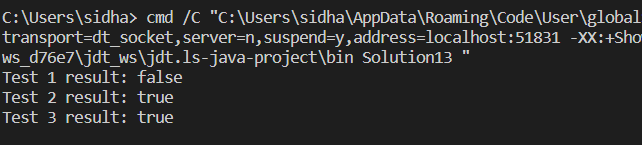 C:\Users\sidha> cmd /C "C:\Users\sidha\AppData\Roaming\Code\User\global
transport=dt_socket,server=n,suspend=y,address=localhost:51831 -XX:+Sho
ws_d76e7\jdt_ws\jdt.ls-java-project\bin Solution13 "
Test 1 result: false
Test 2 result: true
Test 3 result: true